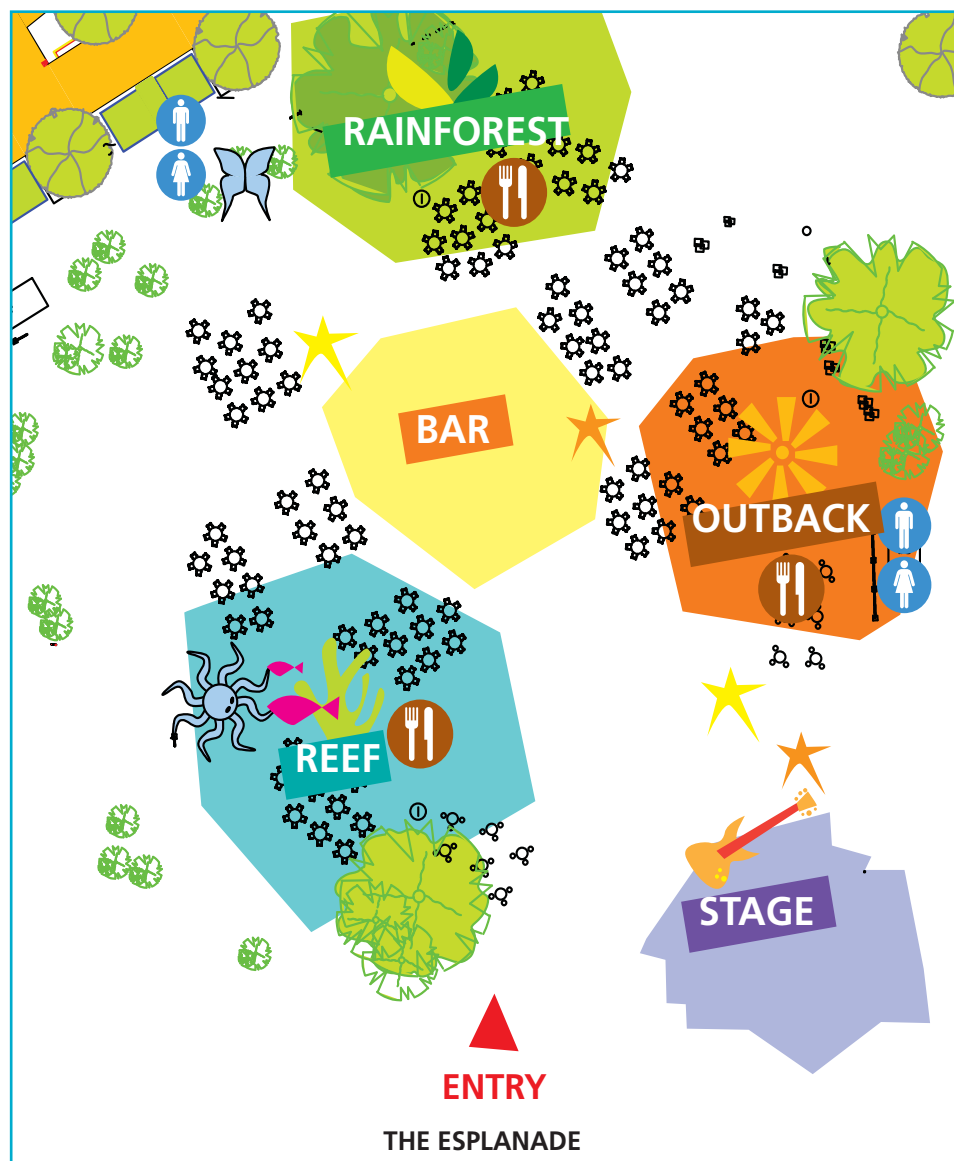 RAINFOREST
BAR
OUTBACK
REEF
STAGE
ENTRY
THE ESPLANADE